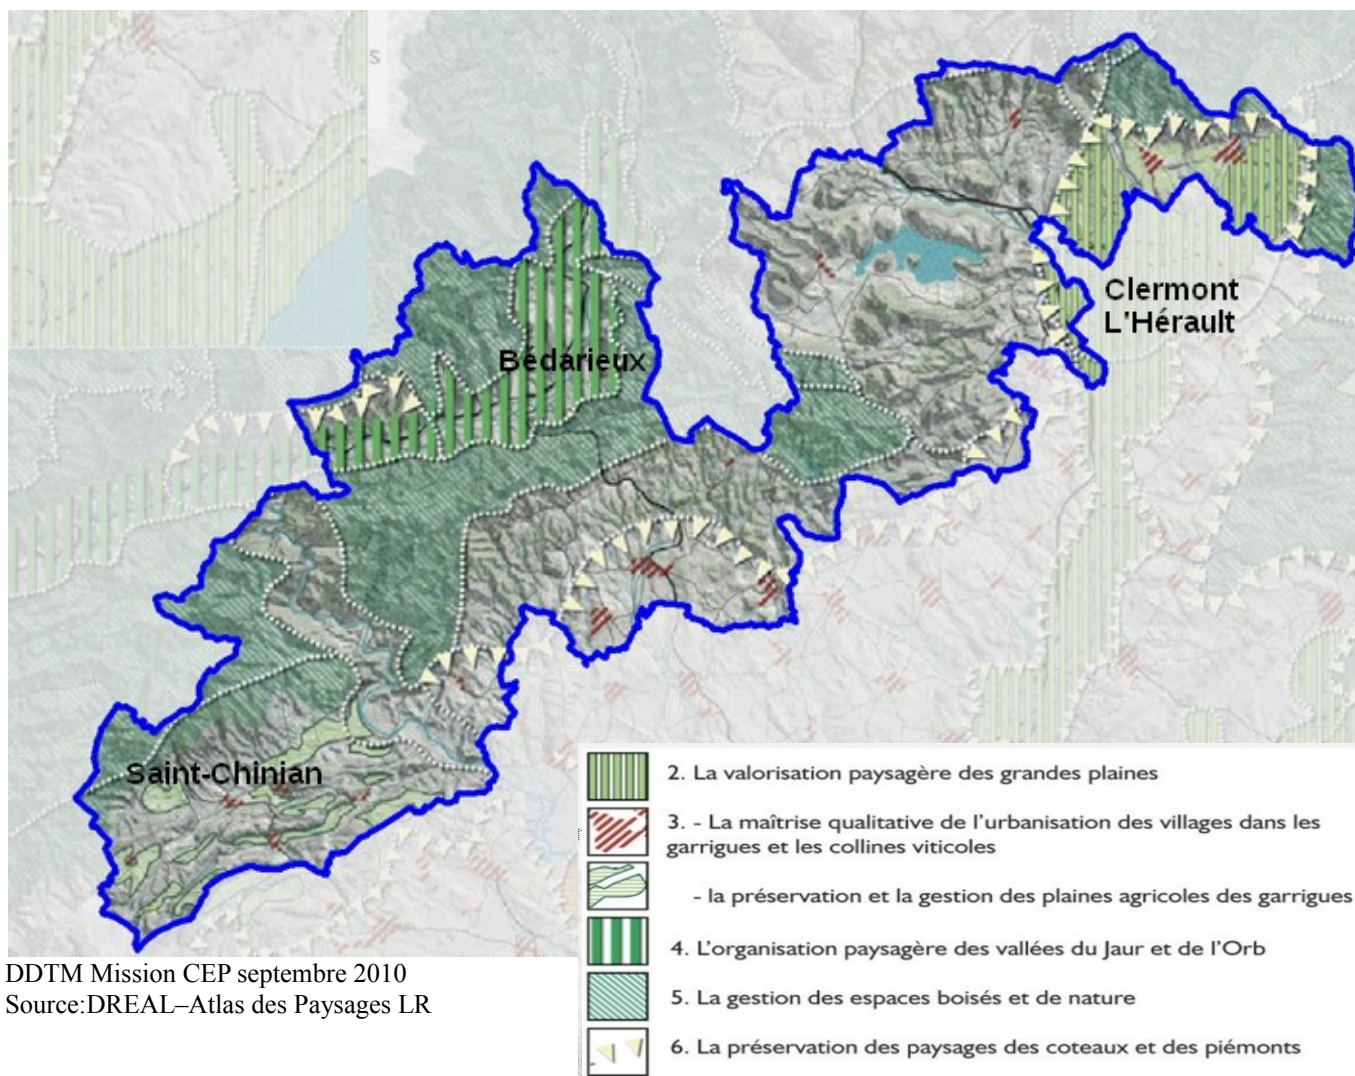 S
Clermont
L'Hérault
Bédarieux
Saint-Chinian
2. La valorisation paysagère des grandes plaines
3. - La maîtrise qualitative de l'urbanisation des villages dans les
garrigues et les collines viticoles
- la préservation et la gestion des plaines agricoles des garrigues
4. L'organisation paysagère des vallées du Jaur et de l'Orb
5. La gestion des espaces boisés et de nature
6. La préservation des paysages des coteaux et des piémonts
DDTM Mission CEP septembre 2010
Source:DREAL–Atlas des Paysages LR